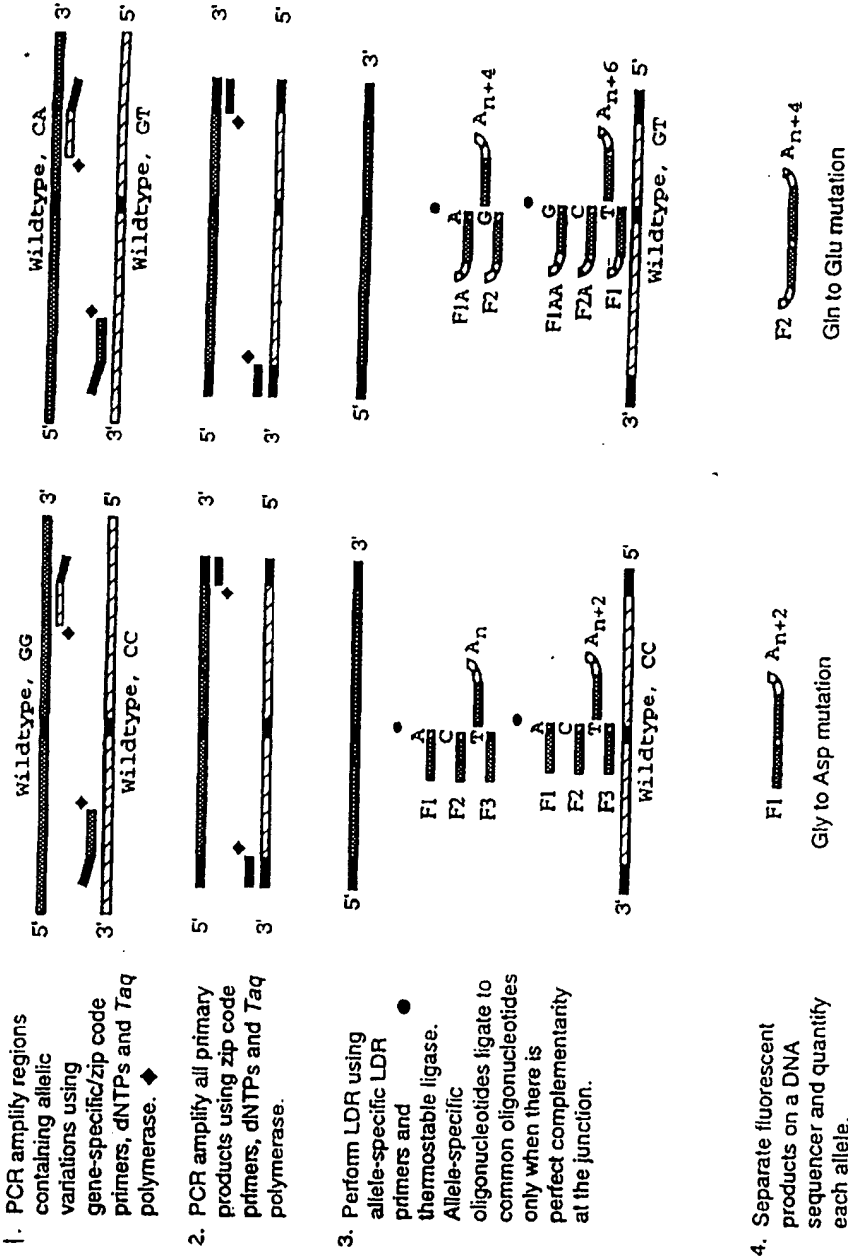 1. PCR amplify regions
containing allelic
variations using
gene-specific/zip code
primers, dNTPs and Taq
polymerase. ◆
5'
3'
Wildtype, GG
3'
5'
Wildtype, CC
5'
3'
Wildtype, CA
3'
5'
Wildtype, GT
2. PCR amplify all primary
products using zip code
primers, dNTPs and Taq
polymerase.
5'
3'
3'
5'
5'
3'
3'
5'
3. Perform LDR using
allele-specific LDR
primers and ●
thermostable ligase.
Allele-specific
oligonucleotides ligate to
common oligonucleotides
only when there is
perfect complementarity
at the junction.
5'
3'
F1 A
F2 C
F3 T An
F1 A
F2 C
F3 T An+2
3'
5'
Wildtype, CC
5'
3'
F1A A
F2 G An+4
F1AA G
F2A C
F1 T An+6
3'
5'
Wildtype, GT
4. Separate fluorescent
products on a DNA
sequencer and quantify
each allele.
F1 An+2
Gly to Asp mutation
F2 An+4
Gln to Glu mutation